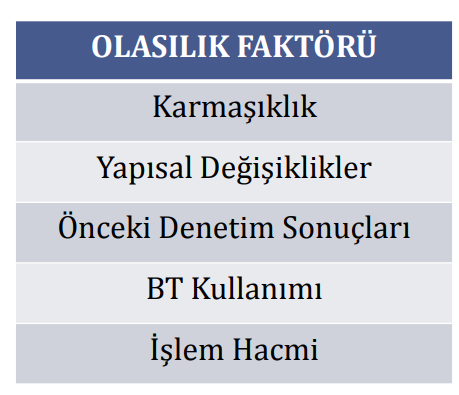 OLASILIK FAKTÖRÜ
Karmaşıklık
Yapısal Değişiklikler
Önceki Denetim Sonuçları
BT Kullanımı
İşlem Hacmi